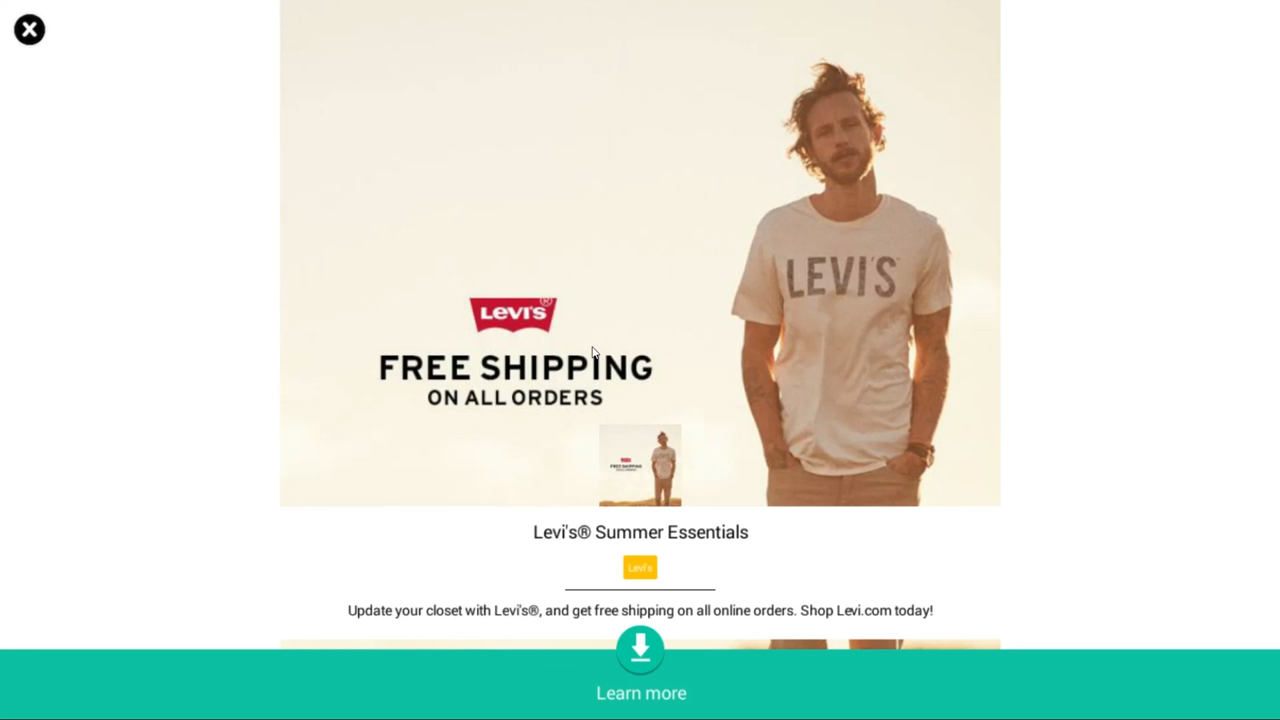 LEVI'S
Levi's®
FREE SHIPPING
ON ALL ORDERS
Levi's® Summer Essentials
Levi's
Update your closet with Levi's®, and get free shipping on all online orders. Shop Levi.com today!
Learn more